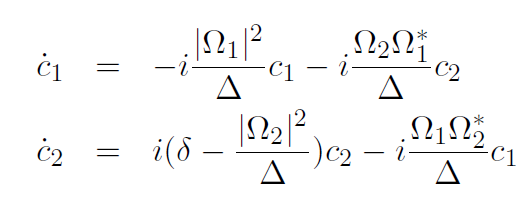 ċ₁ = −i |Ω₁|²/Δ c₁ − i Ω₂Ω₁*/Δ c₂
ċ₂ = i(δ − |Ω₂|²/Δ)c₂ − i Ω₁Ω₂*/Δ c₁